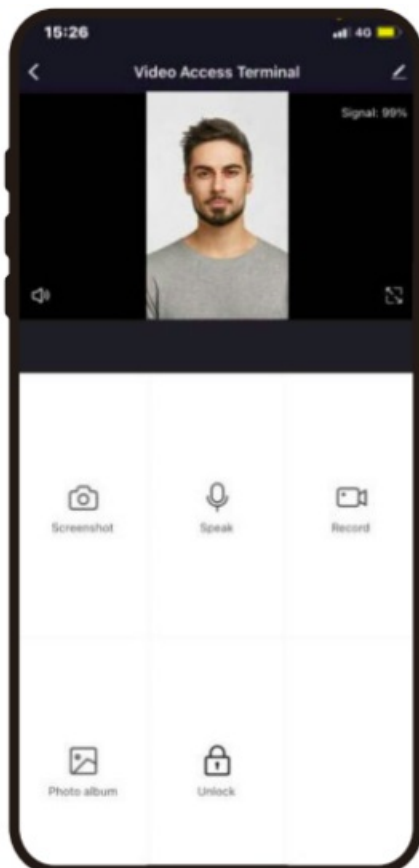 15:26
4G
Video Access Terminal
Signal: 99%
Screenshot
Speak
Record
Photo album
Unlock